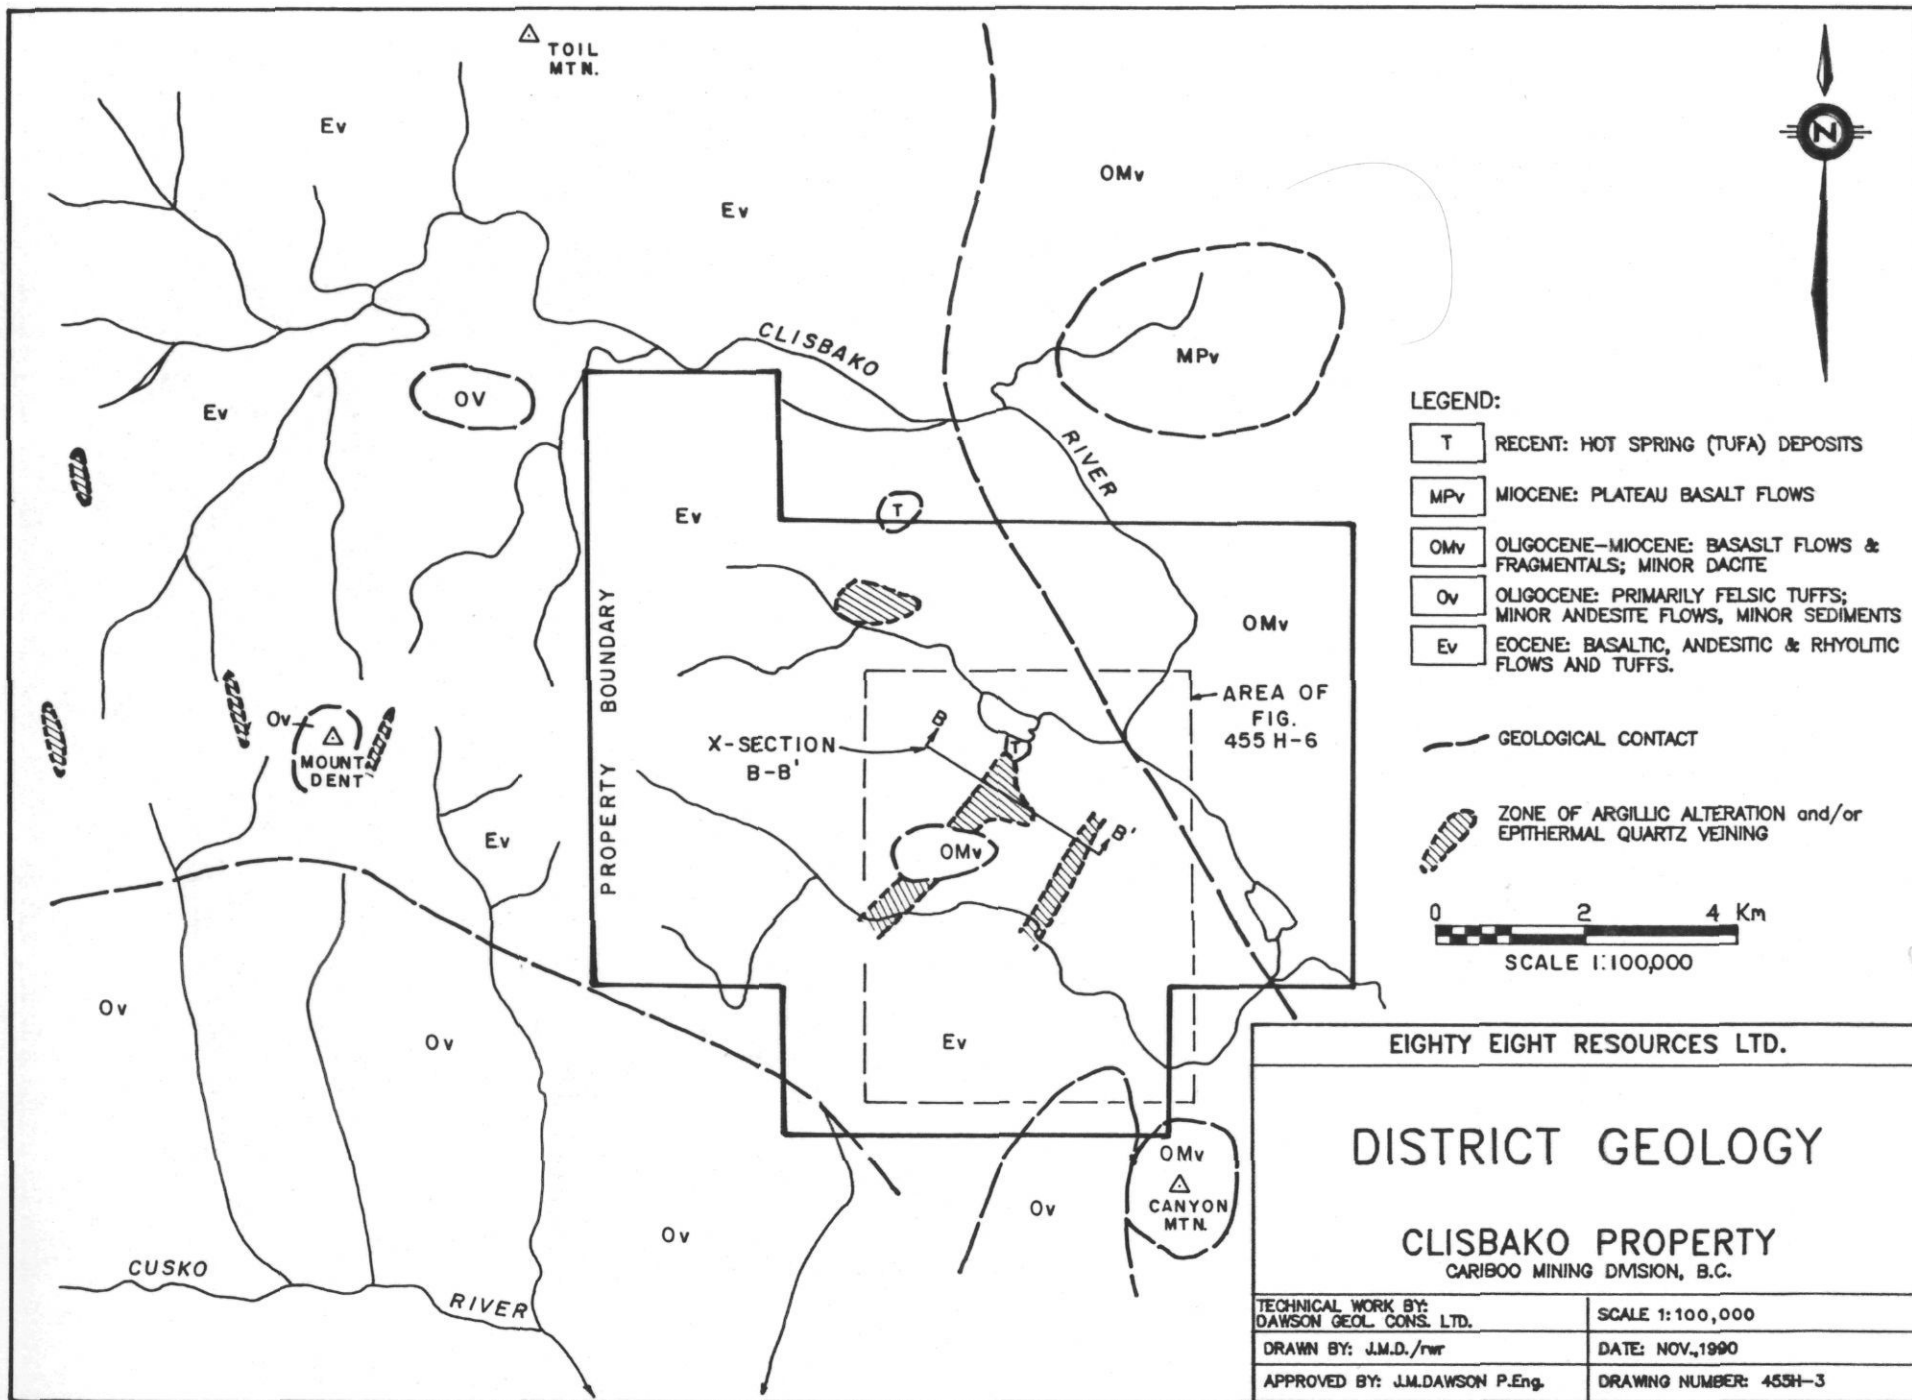 TOIL
MTN.
Ev
Ev
OMv
N
CLISBAKO
RIVER
MPv
Ev
OV
LEGEND:
T RECENT: HOT SPRING (TUFA) DEPOSITS
MPv MIOCENE: PLATEAU BASALT FLOWS
OMv OLIGOCENE-MIOCENE: BASASLT FLOWS &
FRAGMENTALS; MINOR DACITE
Ov OLIGOCENE: PRIMARILY FELSIC TUFFS;
MINOR ANDESITE FLOWS, MINOR SEDIMENTS
Ev EOCENE: BASALTIC, ANDESITIC & RHYOLITIC
FLOWS AND TUFFS.
GEOLOGICAL CONTACT
ZONE OF ARGILLIC ALTERATION and/or
EPITHERMAL QUARTZ VEINING
0 2 4 Km
SCALE 1:100,000
Ev
T
PROPERTY BOUNDARY
OMv
AREA OF
FIG.
455 H-6
X-SECTION
B-B'
B
T
B'
OMv
Ov
MOUNT
DENT
Ev
Ov
Ov
Ev
Ov
Ov
OMv
CANYON
MTN.
CUSKO
RIVER
EIGHTY EIGHT RESOURCES LTD.
DISTRICT GEOLOGY
CLISBAKO PROPERTY
CARIBOO MINING DIVISION, B.C.
TECHNICAL WORK BY:
DAWSON GEOL. CONS. LTD.
SCALE 1:100,000
DRAWN BY: J.M.D./rwr
DATE: NOV.,1990
APPROVED BY: J.M.DAWSON P.Eng.
DRAWING NUMBER: 455H-3